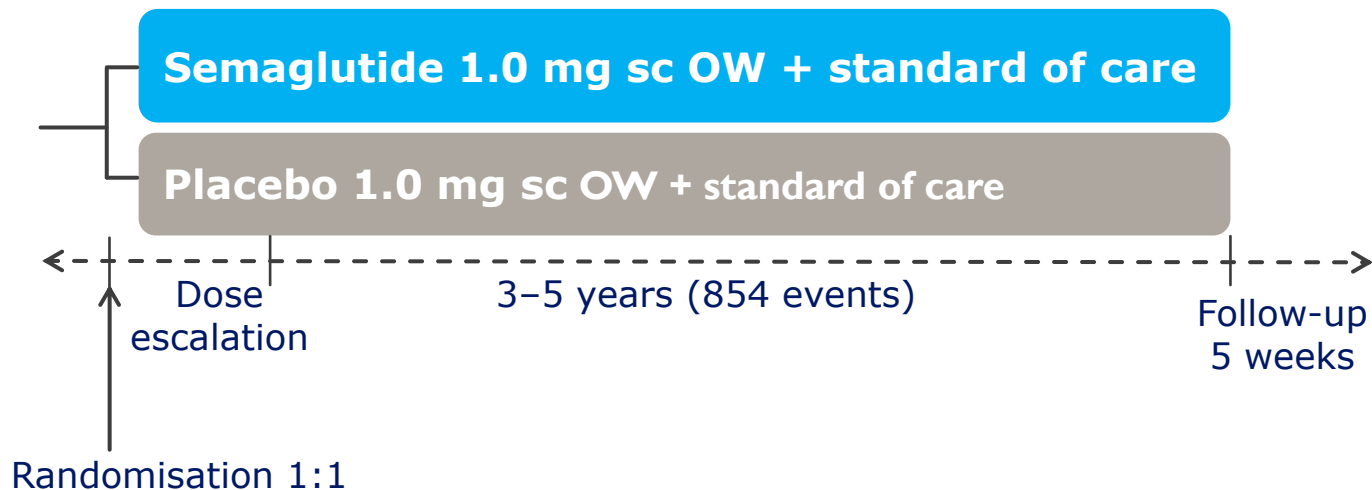 Semaglutide 1.0 mg sc OW + standard of care
Placebo 1.0 mg sc OW + standard of care
Dose
escalation
3–5 years (854 events)
Follow-up
5 weeks
Randomisation 1:1